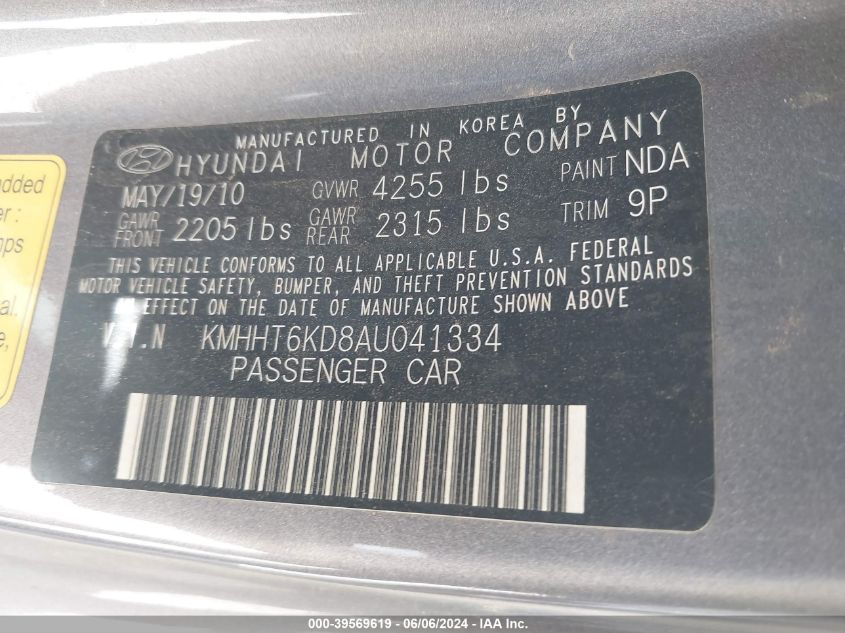 MANUFACTURED IN KOREA BY
HYUNDAI MOTOR COMPANY
MAY/19/10 GVWR 4255 lbs PAINT NDA
GAWR FRONT 2205 lbs GAWR REAR 2315 lbs TRIM 9P
THIS VEHICLE CONFORMS TO ALL APPLICABLE U.S.A. FEDERAL
MOTOR VEHICLE SAFETY, BUMPER, AND THEFT PREVENTION STANDARDS
EFFECT ON THE DATE OF MANUFACTURE SHOWN ABOVE
V.I.N KMHHT6KD8AU041334
PASSENGER CAR
000-39569619 - 06/06/2024 - IAA Inc.